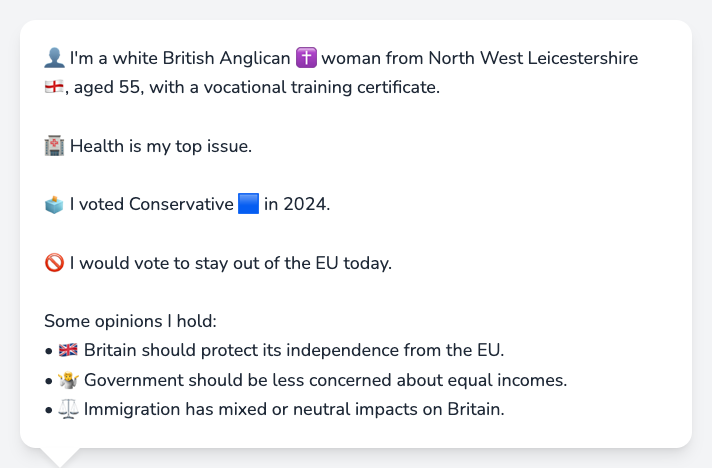 👤 I'm a white British Anglican ✝️ woman from North West Leicestershire
🏴󠁧󠁢󠁥󠁮󠁧󠁿, aged 55, with a vocational training certificate.
🏥 Health is my top issue.
🗳️ I voted Conservative 🟦 in 2024.
🚫 I would vote to stay out of the EU today.
Some opinions I hold:
• 🇬🇧 Britain should protect its independence from the EU.
• 🤷 Government should be less concerned about equal incomes.
• ⚖️ Immigration has mixed or neutral impacts on Britain.